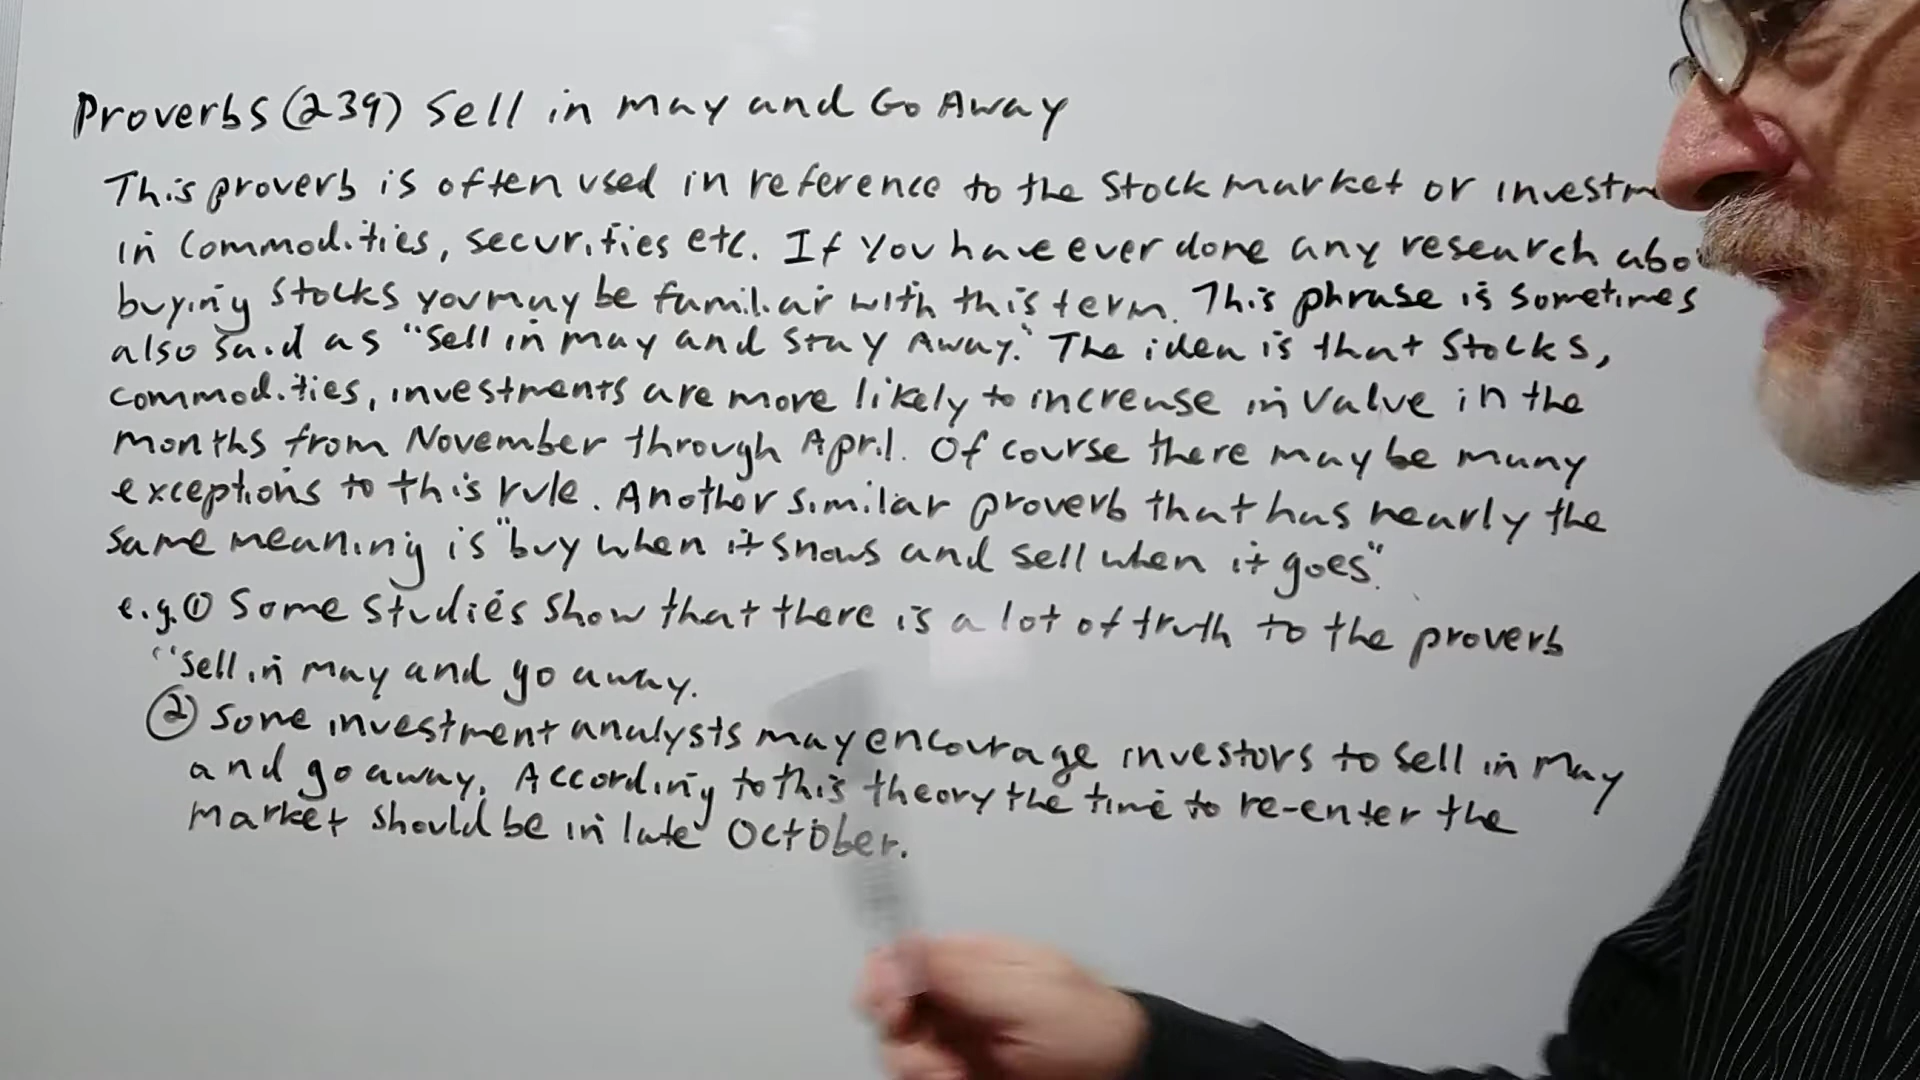 Proverbs (239) Sell in May and Go Away
This proverb is often used in reference to the Stock market or investm
in commodities, securities etc. If you have ever done any research abo
buying stocks you may be familiar with this term. This phrase is sometimes
also said as "Sell in may and stay Away." The idea is that Stocks,
commodities, investments are more likely to increase in value in the
months from November through April. Of course there may be many
exceptions to this rule. Another similar proverb that has nearly the
same meaning is "buy when it snows and sell when it goes".
e.g. ① Some studies show that there is a lot of truth to the proverb
"Sell in may and go away.
② Some investment analysts may encourage investors to sell in May
and go away. According to this theory the time to re-enter the
market should be in late October.